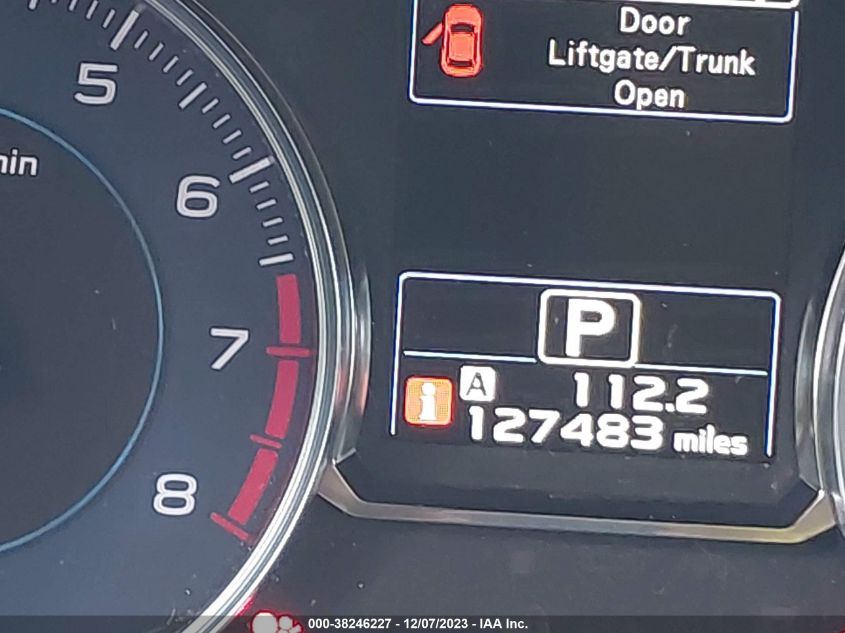 Door
Liftgate/Trunk
Open
5
6
7
8
P
i A 112.2
127483 miles
000-38246227 - 12/07/2023 - IAA Inc.